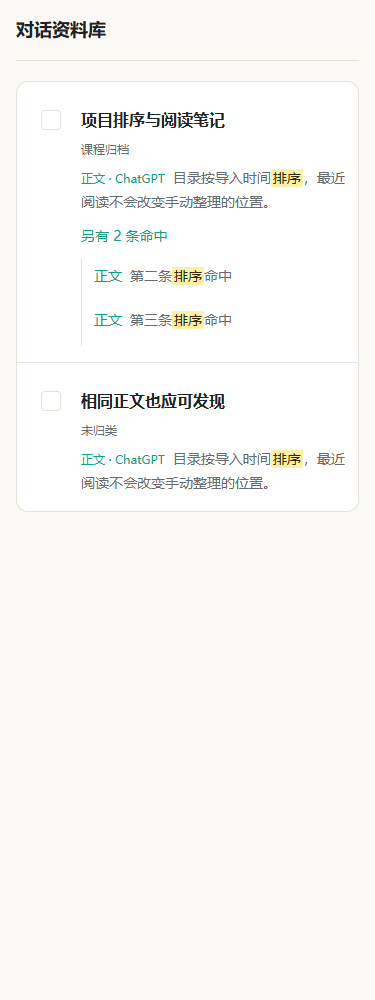 对话资料库
项目排序与阅读笔记
课程归档
正文 · ChatGPT 目录按导入时间排序，最近
阅读不会改变手动整理的位置。
另有 2 条命中
正文 第二条排序命中
正文 第三条排序命中
相同正文也应可发现
未归类
正文 · ChatGPT 目录按导入时间排序，最近
阅读不会改变手动整理的位置。